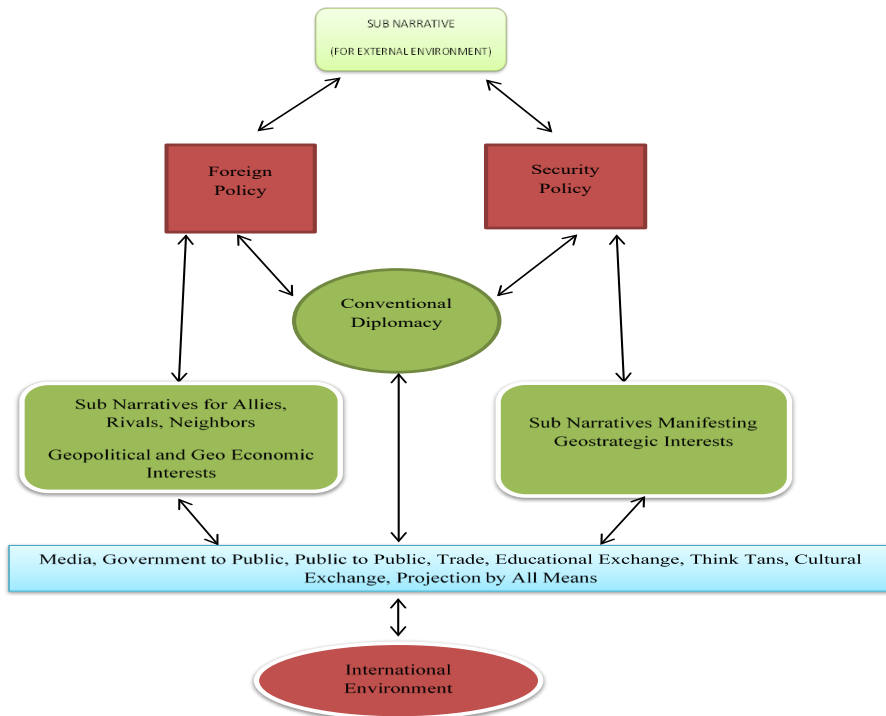 SUB NARRATIVE
(FOR EXTERNAL ENVIRONMENT)
Foreign
Policy
Security
Policy
Conventional
Diplomacy
Sub Narratives for Allies,
Rivals, Neighbors
Geopolitical and Geo Economic
Interests
Sub Narratives Manifesting
Geostrategic Interests
Media, Government to Public, Public to Public, Trade, Educational Exchange, Think Tans, Cultural
Exchange, Projection by All Means
International
Environment